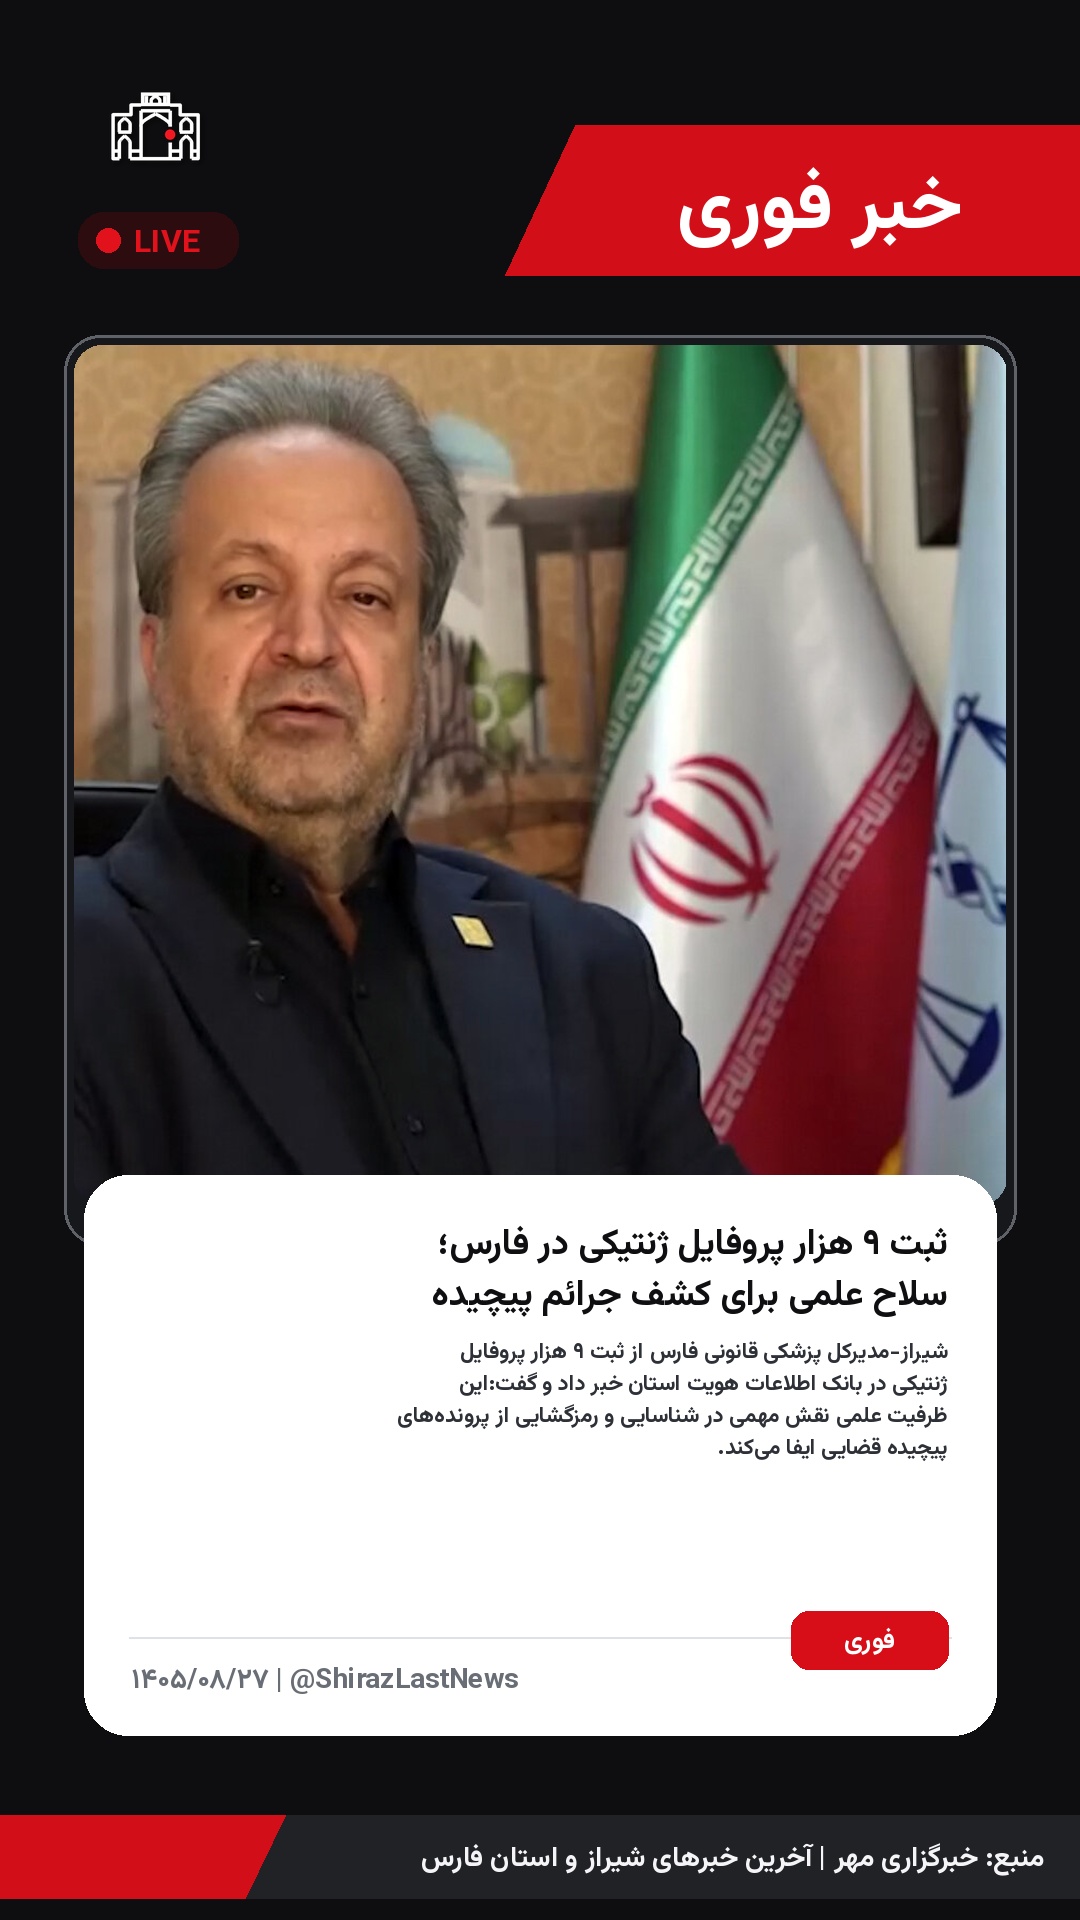 خبر فوری
LIVE
ثبت ۹ هزار پروفایل ژنتیکی در فارس؛
سلاح علمی برای کشف جرائم پیچیده
شیراز-مدیرکل پزشکی قانونی فارس از ثبت ۹ هزار پروفایل
ژنتیکی در بانک اطلاعات هویت استان خبر داد و گفت:این
ظرفیت علمی نقش مهمی در شناسایی و رمزگشایی از پرونده‌های
پیچیده قضایی ایفا می‌کند.
فوری
۱۴۰۵/۰۸/۲۷ | @ShirazLastNews
منبع: خبرگزاری مهر | آخرین خبرهای شیراز و استان فارس